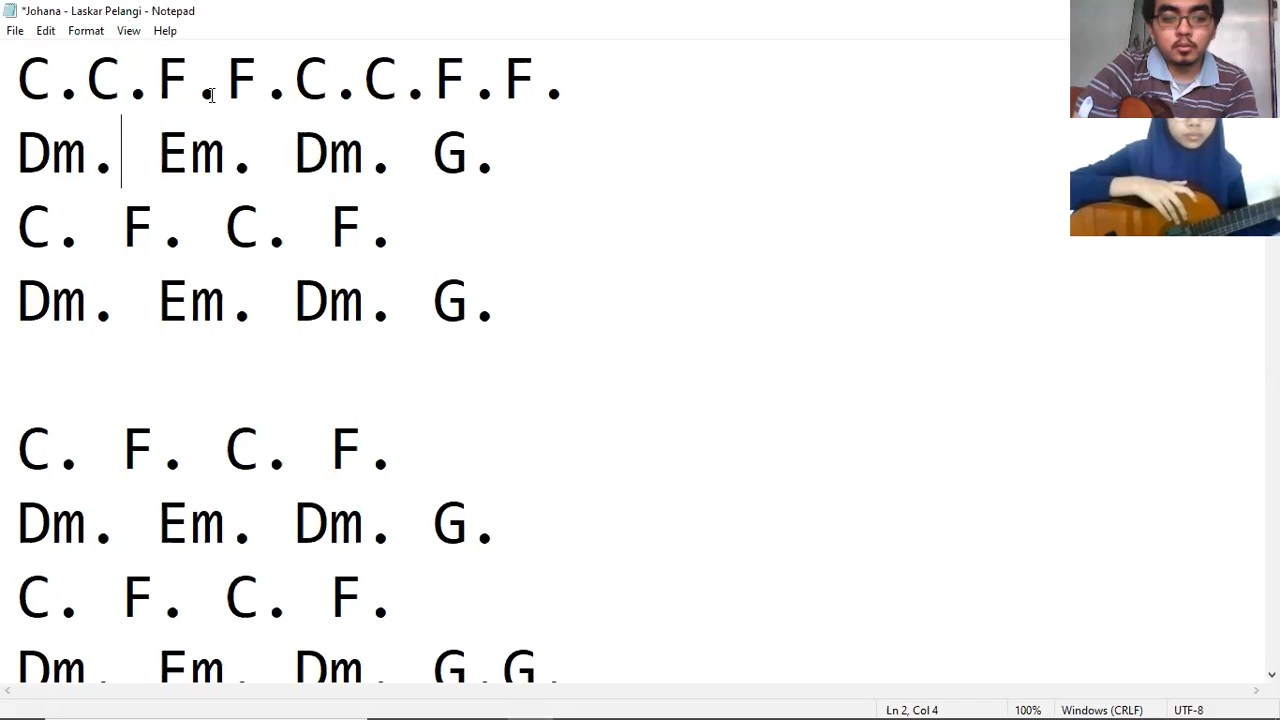 *Johana - Laskar Pelangi - Notepad
File Edit Format View Help
C.C.F.F.C.C.F.F.
Dm. Em. Dm. G.
C. F. C. F.
Dm. Em. Dm. G.
C. F. C. F.
Dm. Em. Dm. G.
C. F. C. F.
Dm. Em. Dm. G.G.
Ln 2, Col 4 100% Windows (CRLF) UTF-8